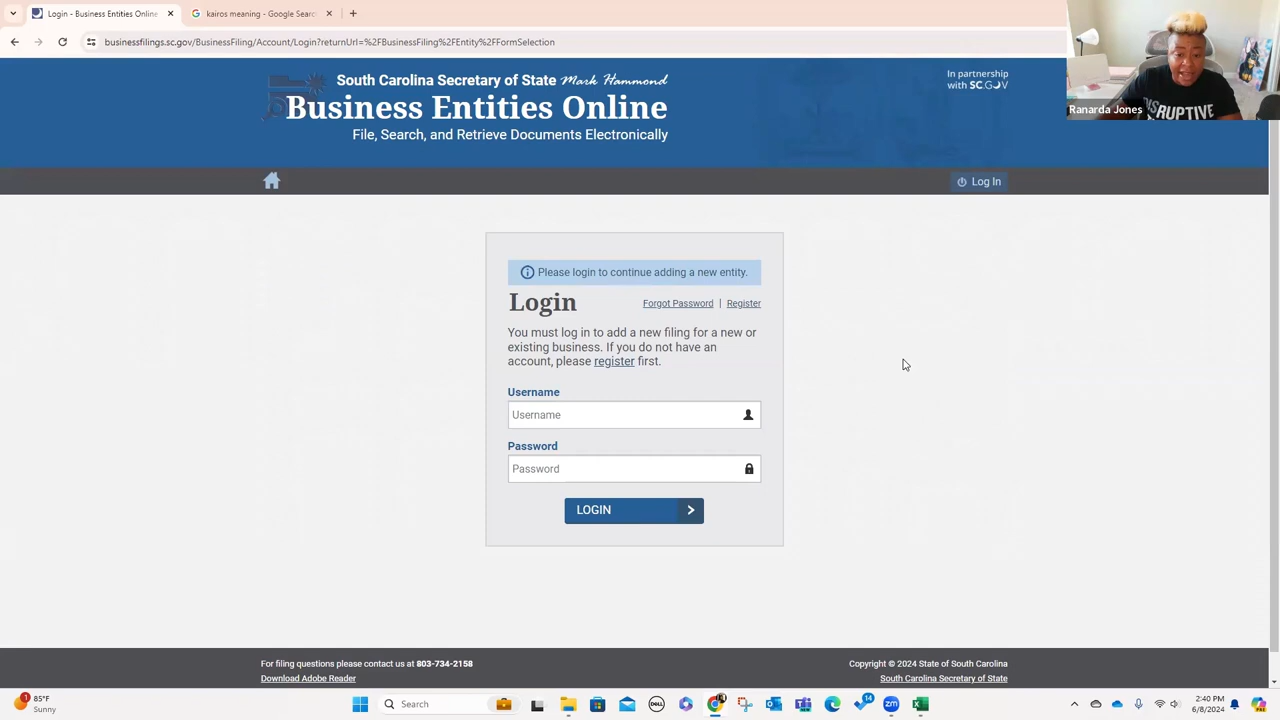 Login - Business Entities Online
kairos meaning - Google Searc
businessfilings.sc.gov/BusinessFiling/Account/Login?returnUrl=%2FBusinessFiling%2FEntity%2FFormSelection
South Carolina Secretary of State Mark Hammond
Business Entities Online
File, Search, and Retrieve Documents Electronically
In partnership
with SC.GOV
Ranarda Jones
DISRUPTIVE
Log In
Please login to continue adding a new entity.
Login
Forgot Password | Register
You must log in to add a new filing for a new or
existing business. If you do not have an
account, please register first.
Username
Username
Password
Password
LOGIN
For filing questions please contact us at 803-734-2158
Download Adobe Reader
Copyright © 2024 State of South Carolina
South Carolina Secretary of State
1
85°F
Sunny
Search
DELL
14
2:40 PM
6/8/2024